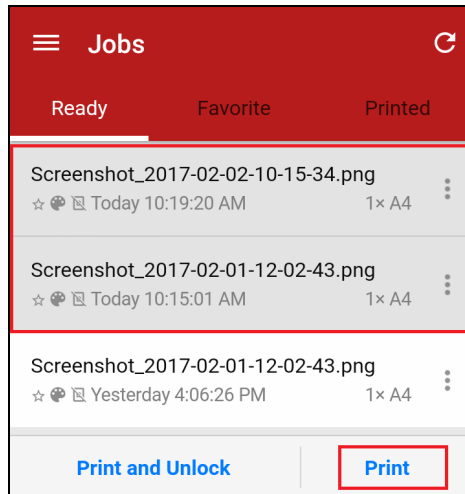 Jobs
Ready Favorite Printed
Screenshot_2017-02-02-10-15-34.png
Today 10:19:20 AM 1× A4
Screenshot_2017-02-01-12-02-43.png
Today 10:15:01 AM 1× A4
Screenshot_2017-02-01-12-02-43.png
Yesterday 4:06:26 PM 1× A4
Print and Unlock Print